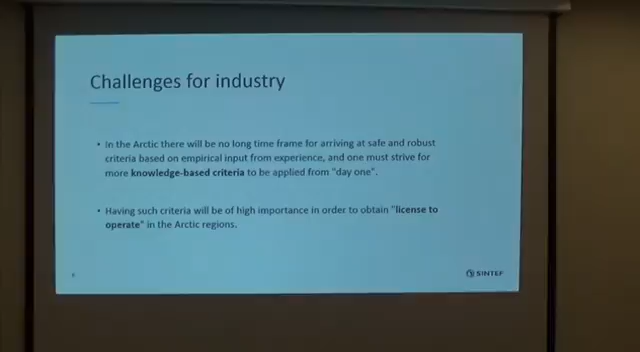 Challenges for industry
• In the Arctic there will be no long time frame for arriving at safe and robust
criteria based on empirical input from experience, and one must strive for
more knowledge-based criteria to be applied from "day one".
• Having such criteria will be of high importance in order to obtain "license to
operate" in the Arctic regions.
SINTEF